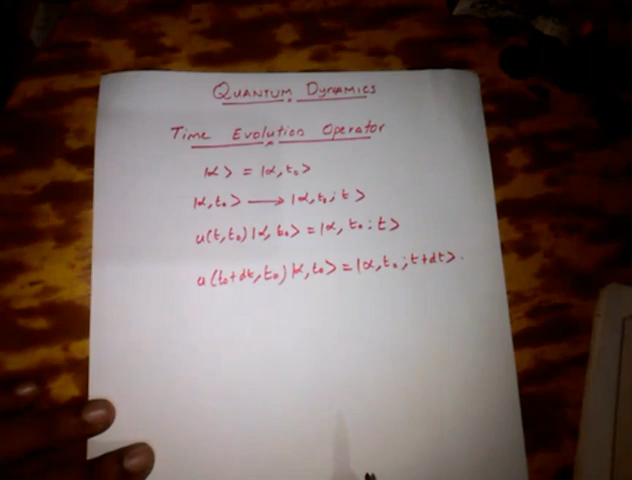 QUANTUM DYNAMICS
Time Evolution Operator
|α> = |α, t₀>
|α, t₀> ⟶ |α, t₀; t>
u(t, t₀) |α, t₀> = |α, t₀; t>
u(t₀+dt, t₀) |α, t₀> = |α, t₀; t+dt>.